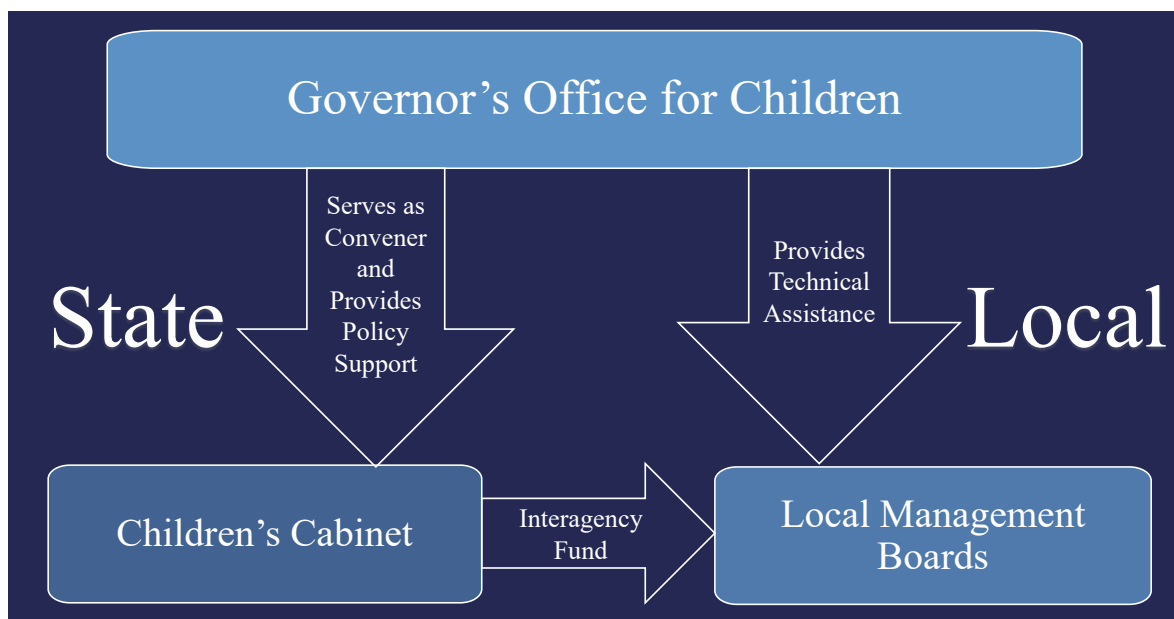 Governor’s Office for Children
Serves as
Convener
and
Provides
Policy
Support
Provides
Technical
Assistance
State
Local
Children’s Cabinet
Interagency
Fund
Local Management
Boards